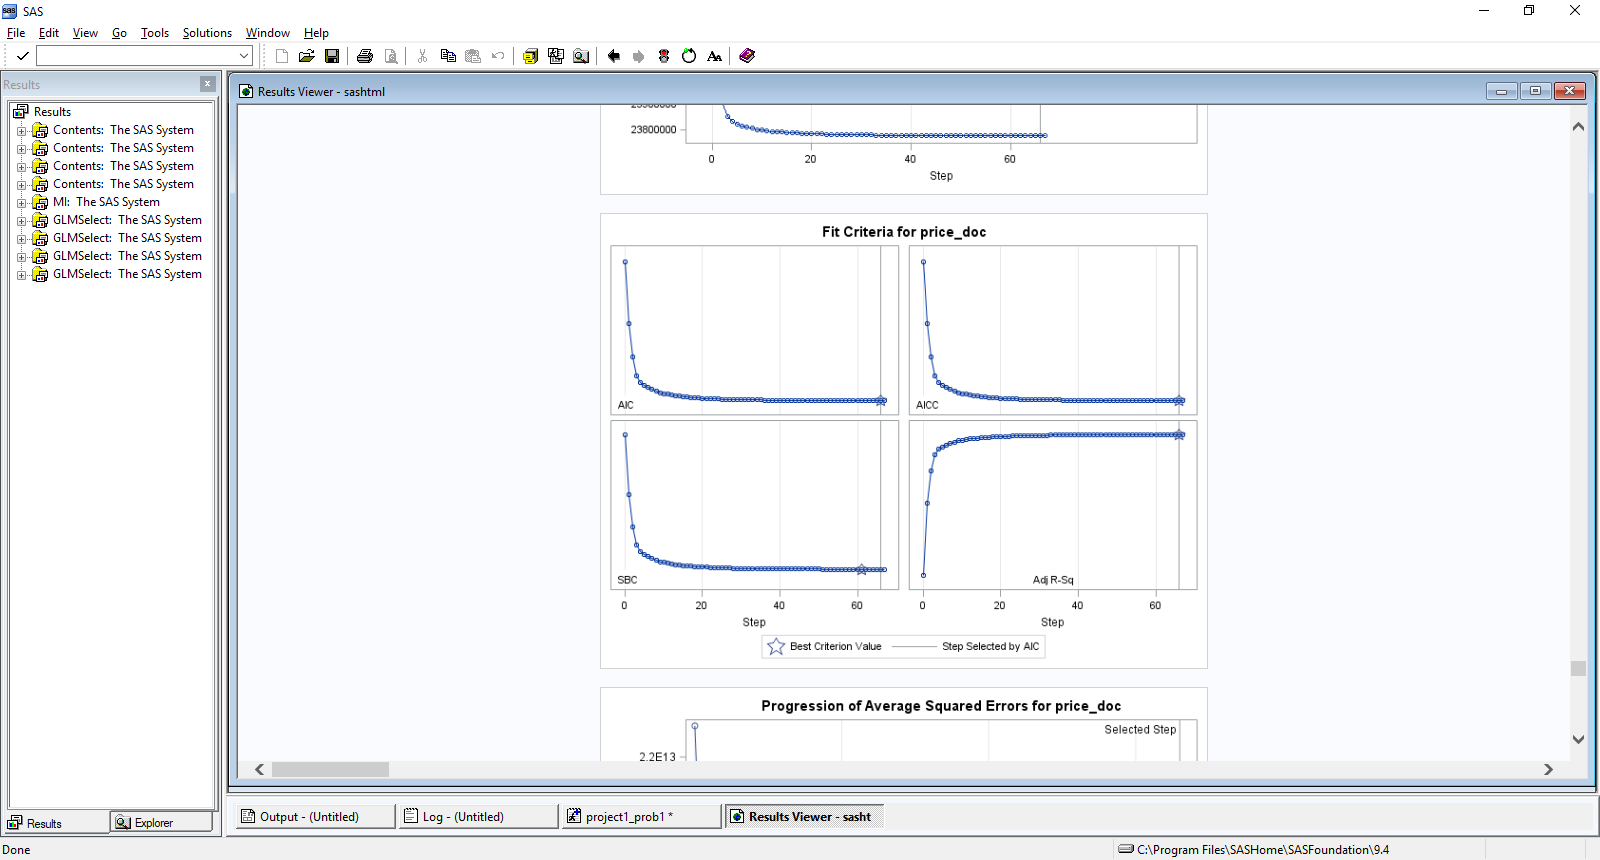 SAS
File Edit View Go Tools Solutions Window Help
Results
Results
Contents: The SAS System
Contents: The SAS System
Contents: The SAS System
Contents: The SAS System
MI: The SAS System
GLMSelect: The SAS System
GLMSelect: The SAS System
GLMSelect: The SAS System
GLMSelect: The SAS System
Results
Explorer
Results Viewer - sashtml
23800000
0 20 40 60
Step
Fit Criteria for price_doc
AIC
AICC
SBC
Adj R-Sq
0 20 40 60
0 20 40 60
Step
Step
Best Criterion Value
Step Selected by AIC
Progression of Average Squared Errors for price_doc
Selected Step
2.2E13
Output - (Untitled)
Log - (Untitled)
project1_prob1 *
Results Viewer - sasht
Done
C:\Program Files\SASHome\SASFoundation\9.4